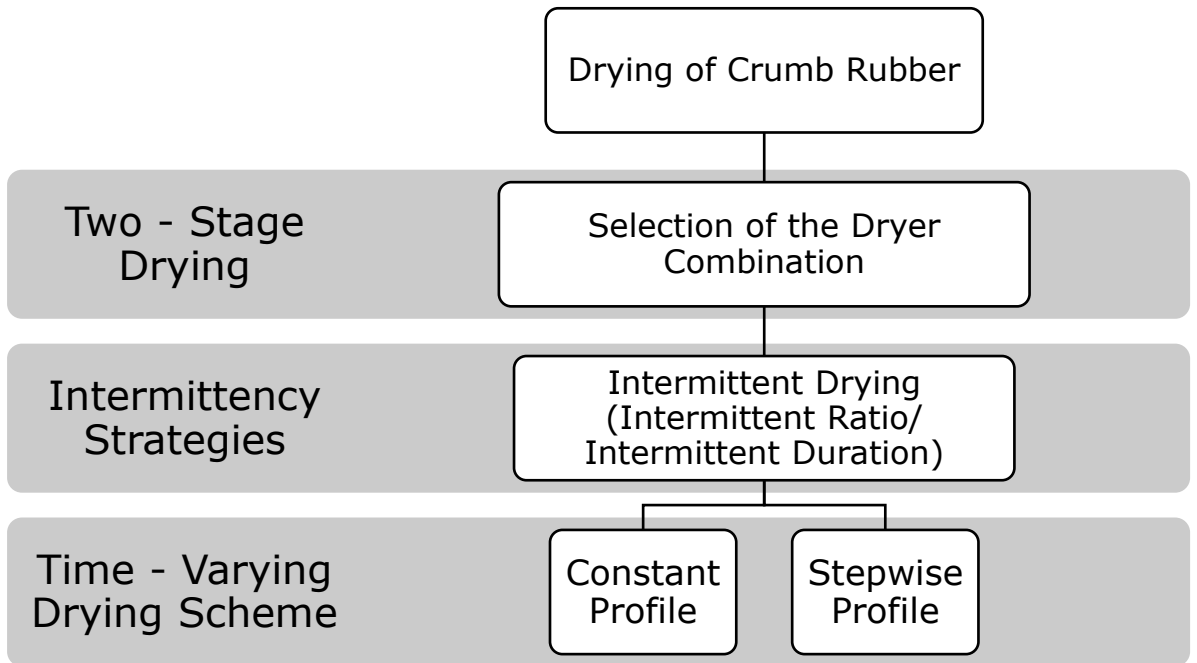 Drying of Crumb Rubber
Two - Stage
Drying
Selection of the Dryer
Combination
Intermittency
Strategies
Intermittent Drying
(Intermittent Ratio/
Intermittent Duration)
Time - Varying
Drying Scheme
Constant
Profile
Stepwise
Profile